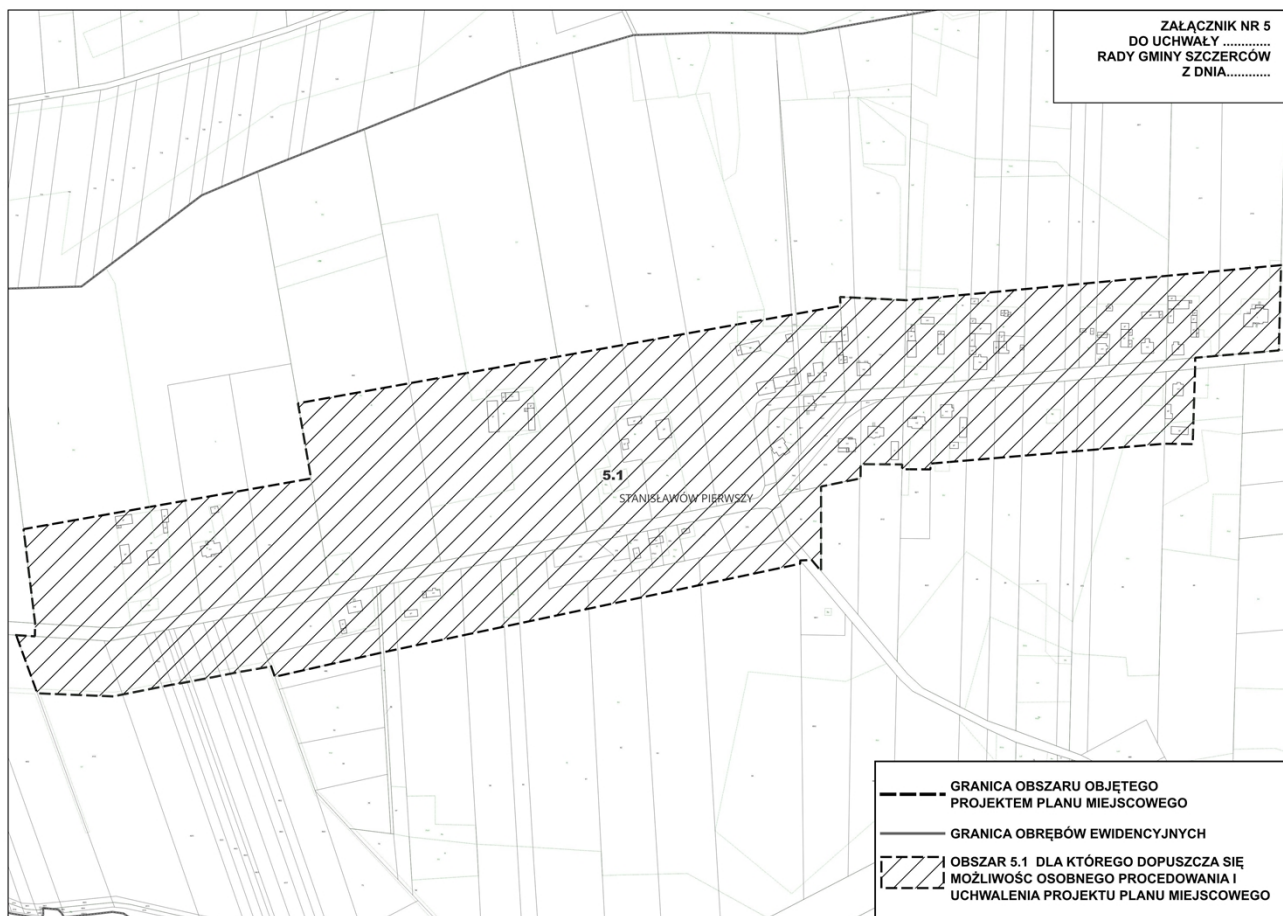 ZAŁĄCZNIK NR 5
DO UCHWAŁY .............
RADY GMINY SZCZERCÓW
Z DNIA............
5.1
STANISŁAWÓW PIERWSZY
GRANICA OBSZARU OBJĘTEGO
PROJEKTEM PLANU MIEJSCOWEGO
GRANICA OBRĘBÓW EWIDENCYJNYCH
OBSZAR 5.1 DLA KTÓREGO DOPUSZCZA SIĘ
MOŻLIWOŚC OSOBNEGO PROCEDOWANIA I
UCHWALENIA PROJEKTU PLANU MIEJSCOWEGO